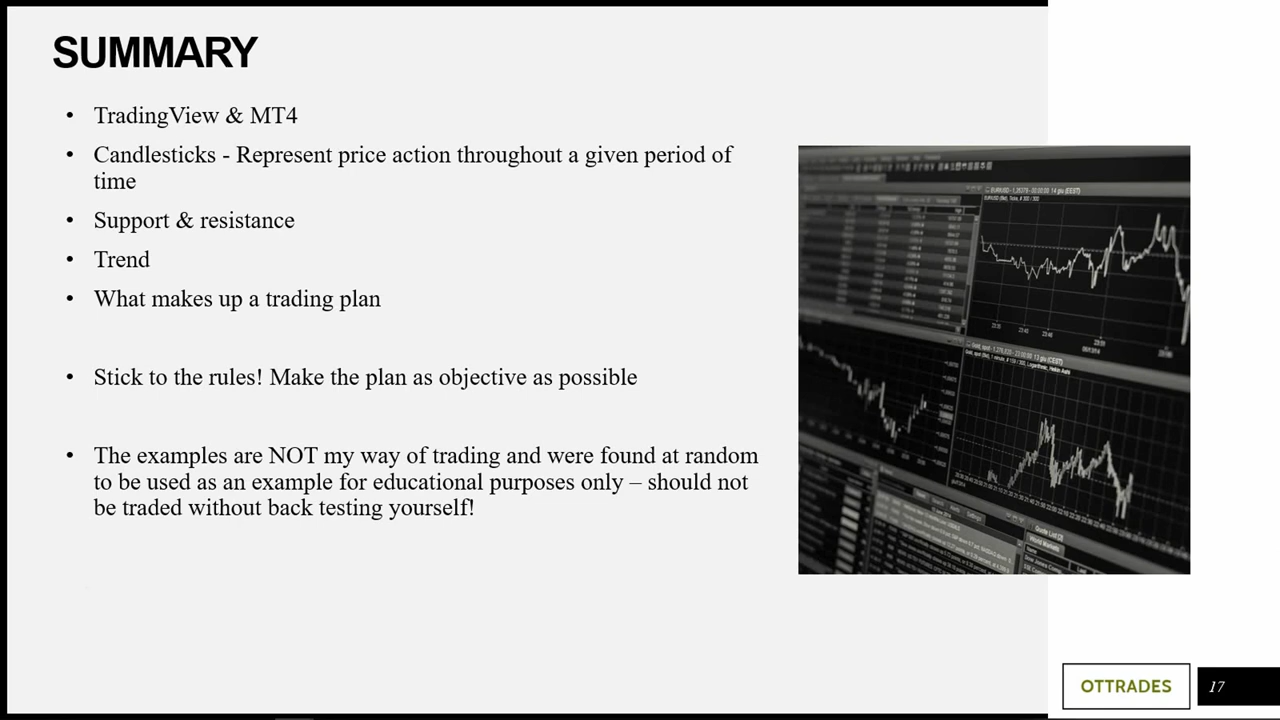 SUMMARY
• TradingView & MT4
• Candlesticks - Represent price action throughout a given period of
time
• Support & resistance
• Trend
• What makes up a trading plan
• Stick to the rules! Make the plan as objective as possible
• The examples are NOT my way of trading and were found at random
to be used as an example for educational purposes only – should not
be traded without back testing yourself!
OTTRADES
17